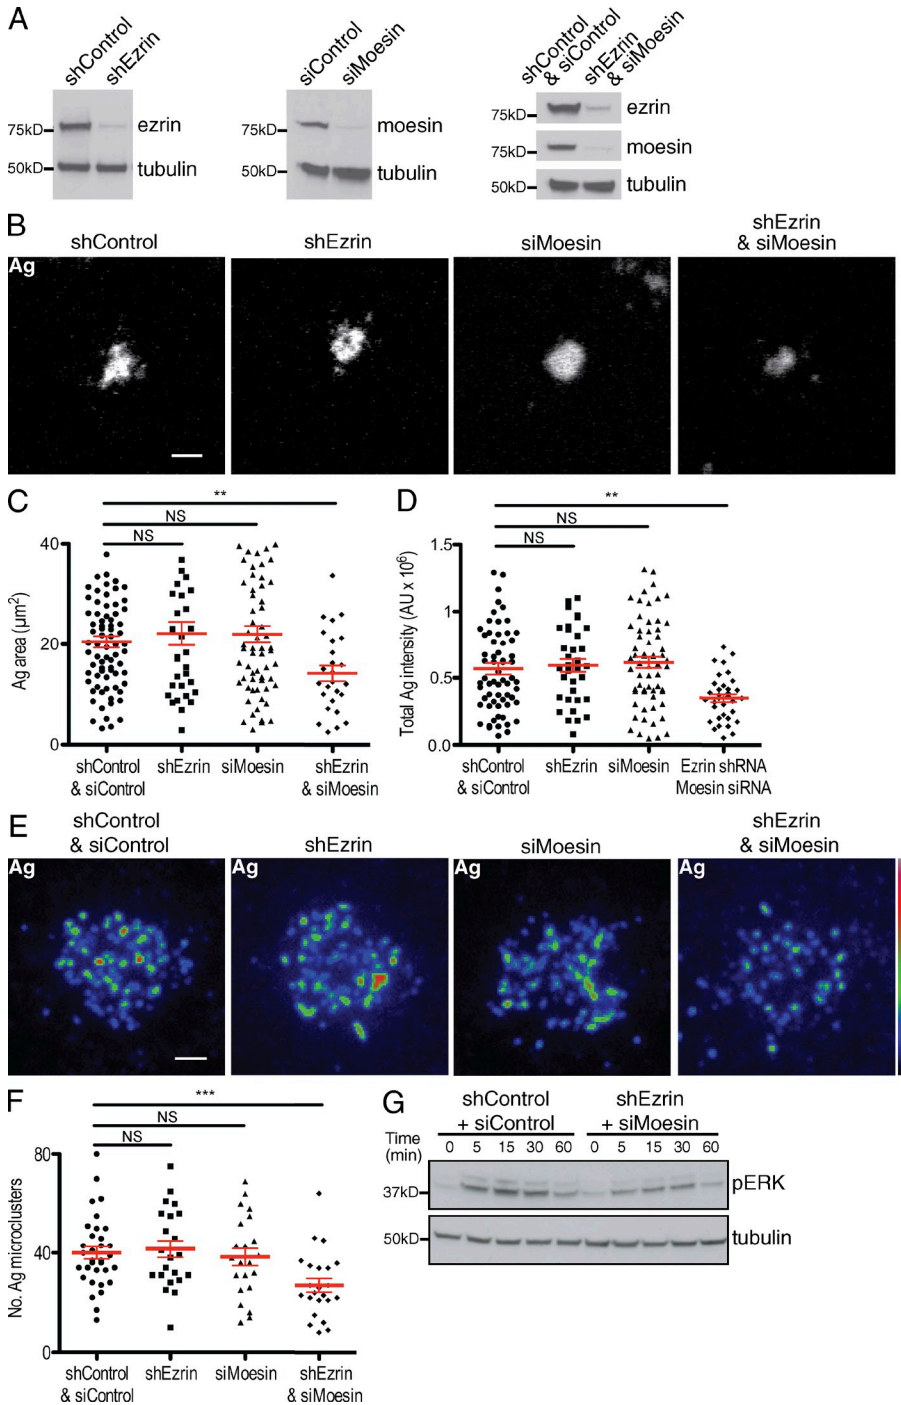 A
shControl
shEzrin
75kD
ezrin
50kD
tubulin
siControl
siMoesin
75kD
moesin
50kD
tubulin
shControl
& siControl
shEzrin
& siMoesin
75kD
ezrin
75kD
moesin
50kD
tubulin
B
shControl
shEzrin
siMoesin
shEzrin
& siMoesin
Ag
C
**
NS
NS
40
20
0
Ag area (µm²)
shControl
& siControl
shEzrin
siMoesin
shEzrin
& siMoesin
D
**
NS
NS
1.5
1
0.5
0.0
Total Ag intensity (AU x 10⁶)
shControl
& siControl
shEzrin
siMoesin
Ezrin shRNA
Moesin siRNA
E
shControl
& siControl
shEzrin
siMoesin
shEzrin
& siMoesin
Ag
Ag
Ag
Ag
F
***
NS
NS
80
40
0
No. Ag microclusters
shControl
& siControl
shEzrin
siMoesin
shEzrin
& siMoesin
G
shControl
+ siControl
shEzrin
+ siMoesin
Time
(min)
0 5 15 30 60 0 5 15 30 60
37kD
pERK
50kD
tubulin